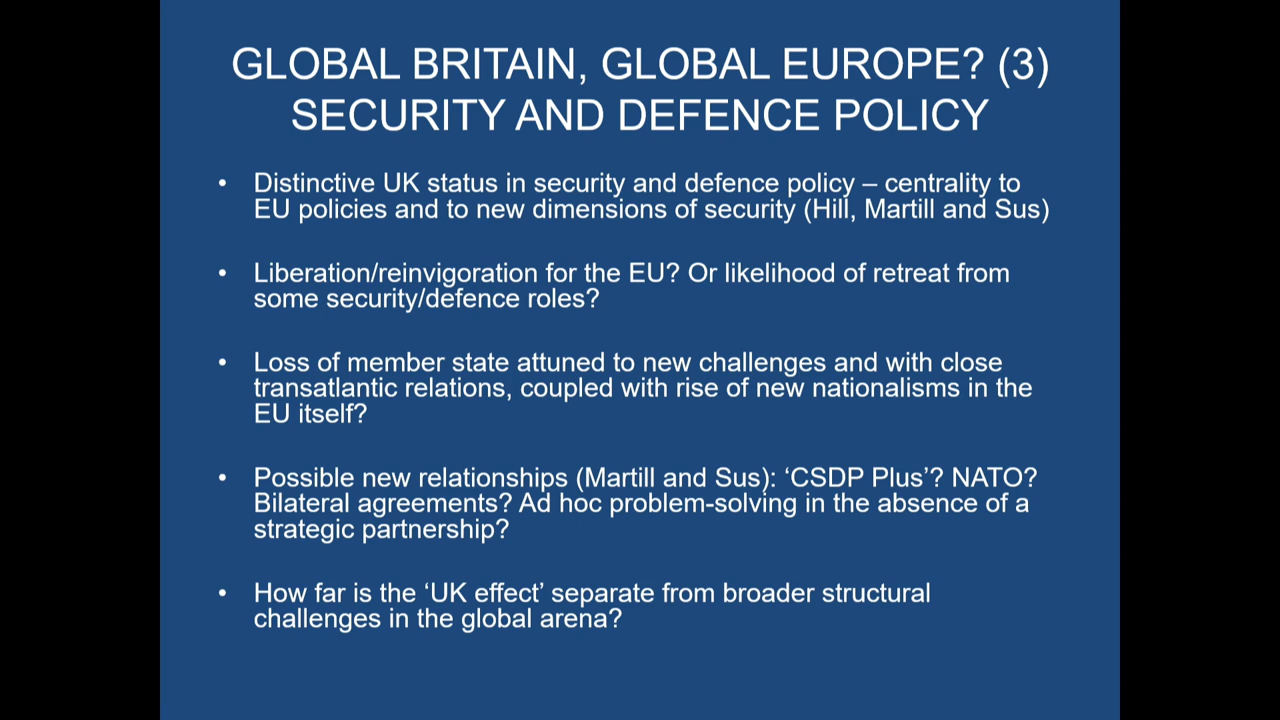 GLOBAL BRITAIN, GLOBAL EUROPE? (3)
SECURITY AND DEFENCE POLICY
• Distinctive UK status in security and defence policy – centrality to
EU policies and to new dimensions of security (Hill, Martill and Sus)
• Liberation/reinvigoration for the EU? Or likelihood of retreat from
some security/defence roles?
• Loss of member state attuned to new challenges and with close
transatlantic relations, coupled with rise of new nationalisms in the
EU itself?
• Possible new relationships (Martill and Sus): ‘CSDP Plus’? NATO?
Bilateral agreements? Ad hoc problem-solving in the absence of a
strategic partnership?
• How far is the ‘UK effect’ separate from broader structural
challenges in the global arena?